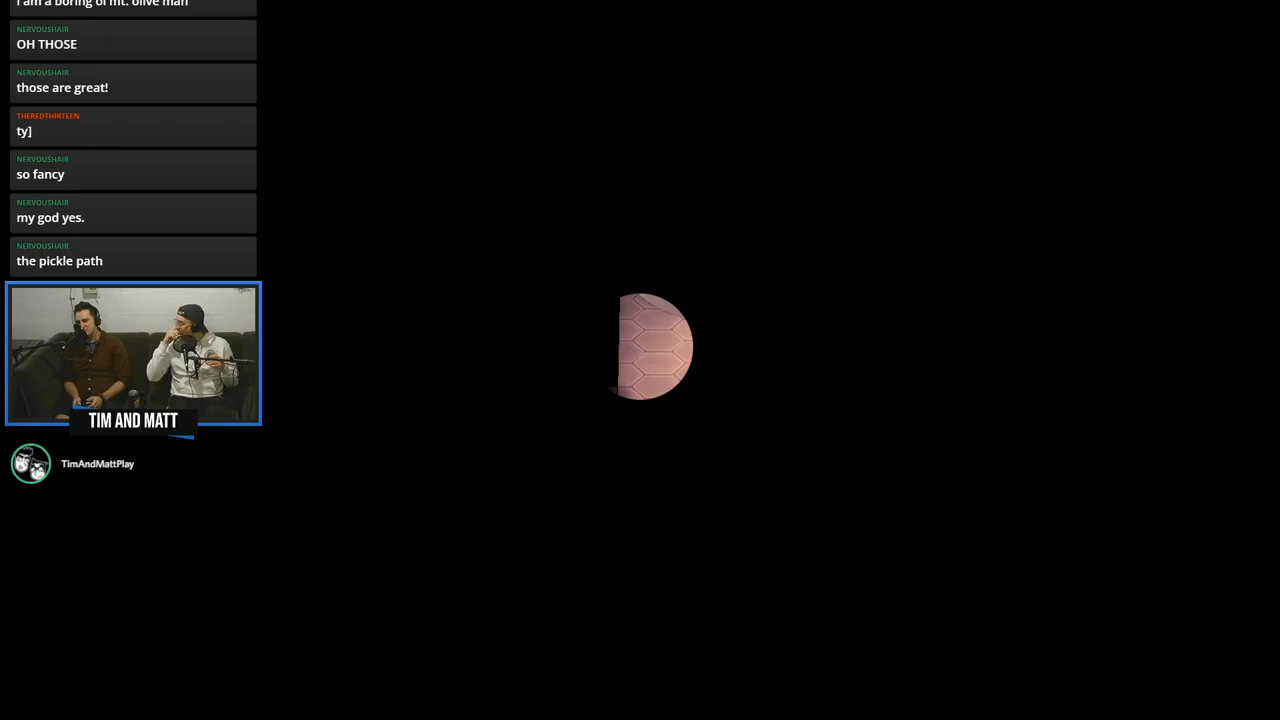 I am a boring ol mt. olive man
NERVOUSHAIR
OH THOSE
NERVOUSHAIR
those are great!
THEREDTHIRTEEN
ty]
NERVOUSHAIR
so fancy
NERVOUSHAIR
my god yes.
NERVOUSHAIR
the pickle path
TIM AND MATT
TimAndMattPlay